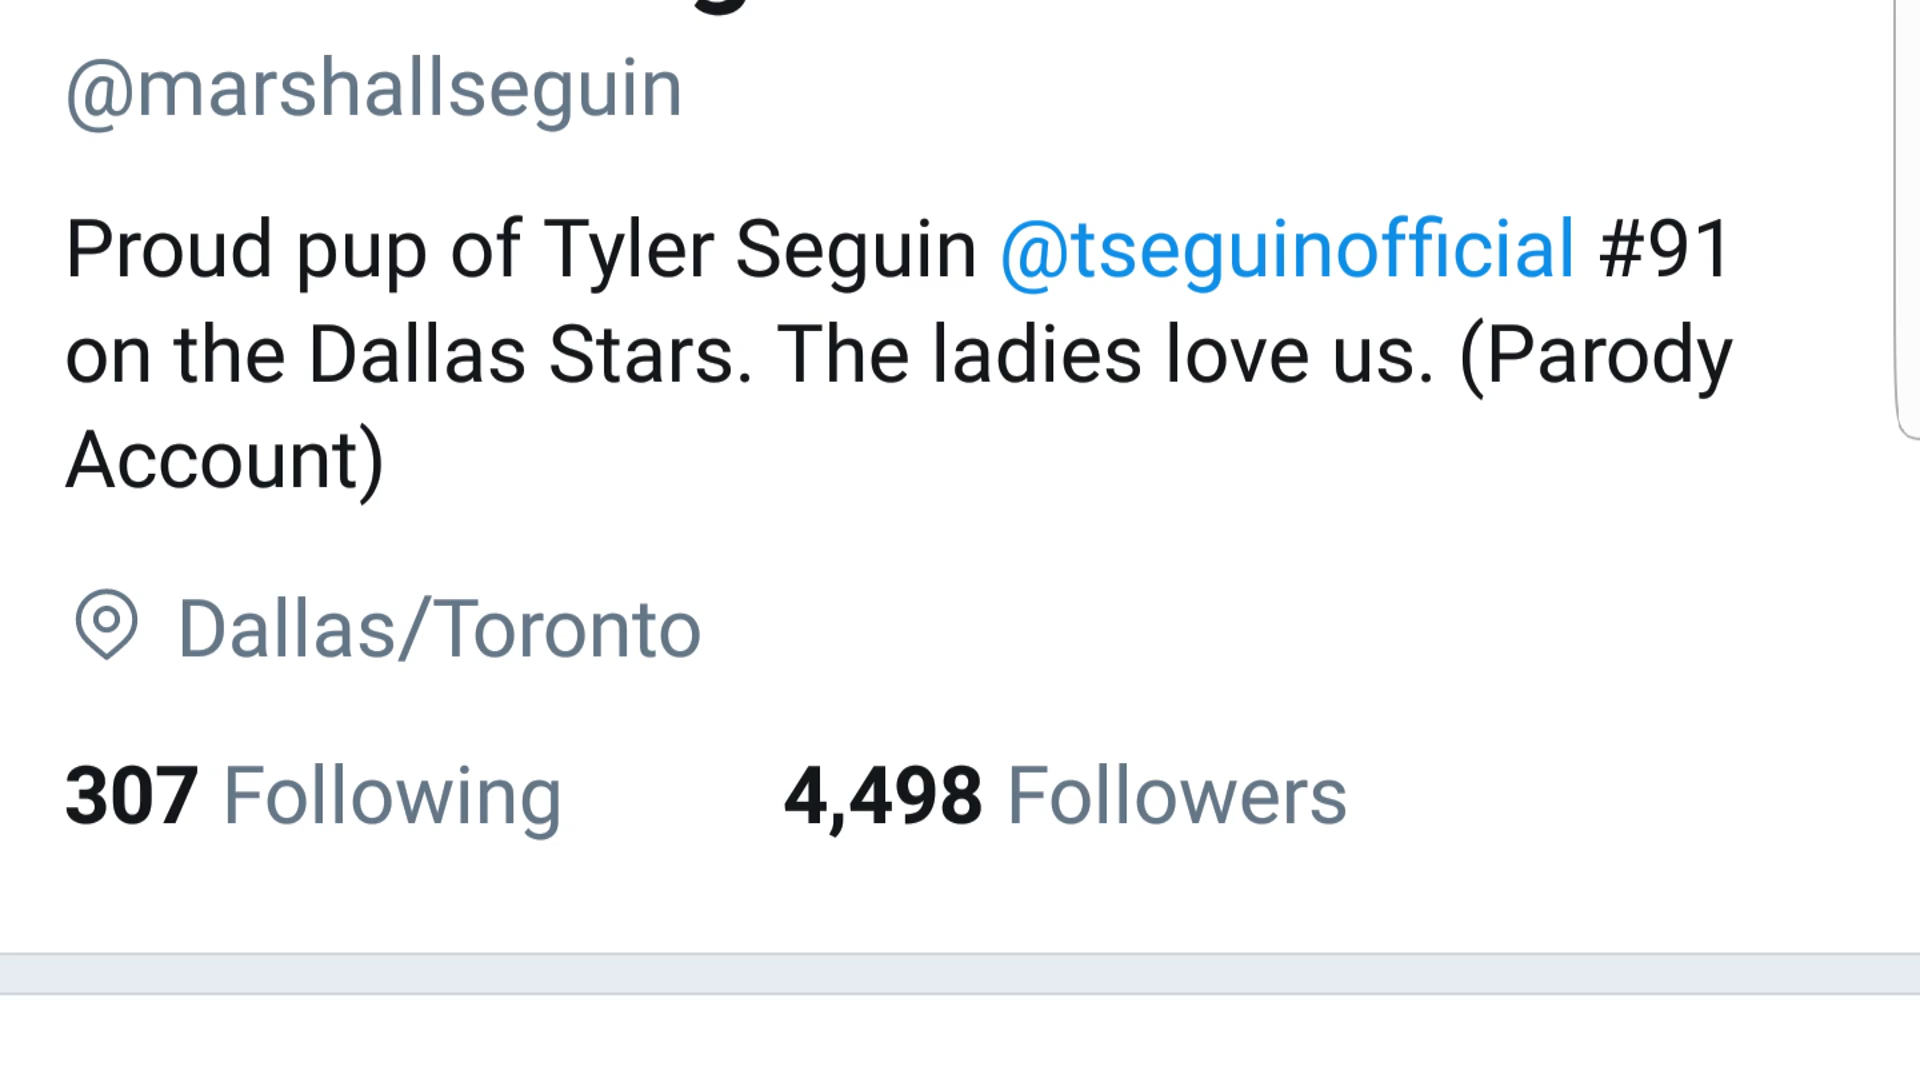 @marshallseguin
Proud pup of Tyler Seguin @tseguinofficial #91
on the Dallas Stars. The ladies love us. (Parody
Account)
Dallas/Toronto
307 Following 4,498 Followers